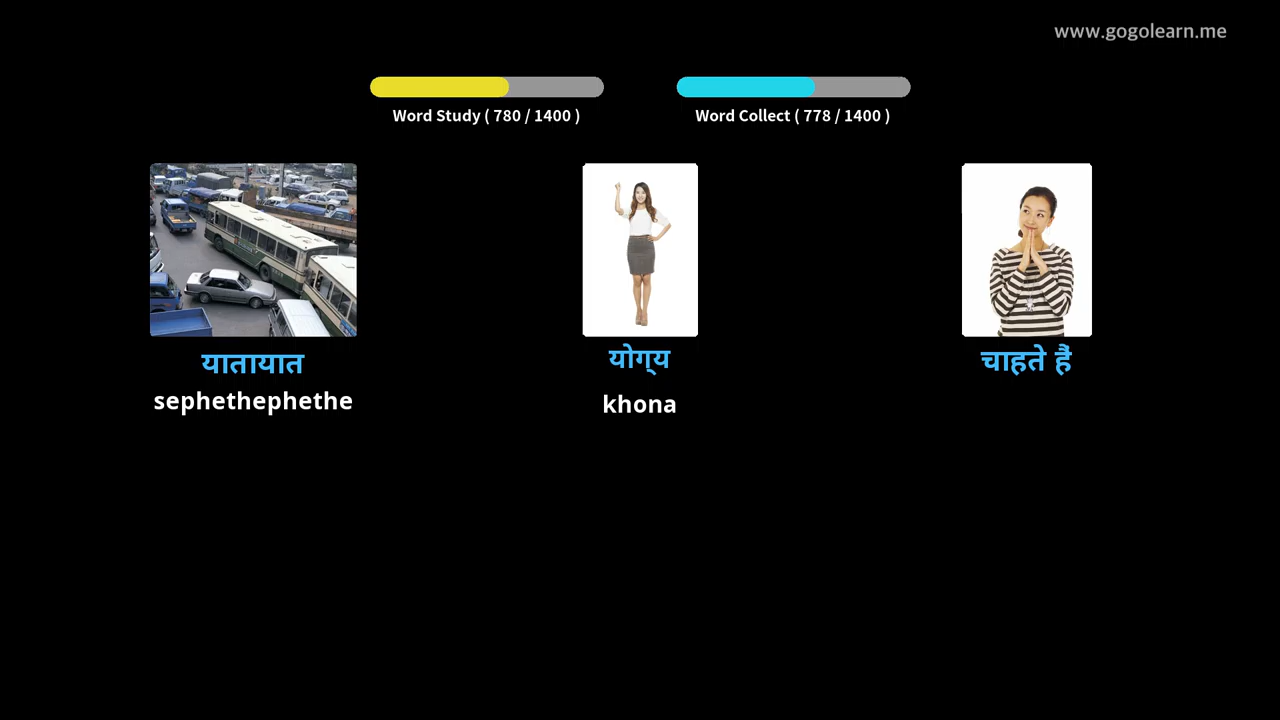 www.gogolearn.me
Word Study ( 780 / 1400 )
Word Collect ( 778 / 1400 )
यातायात
sephethephethe
योग्य
khona
चाहते हैं